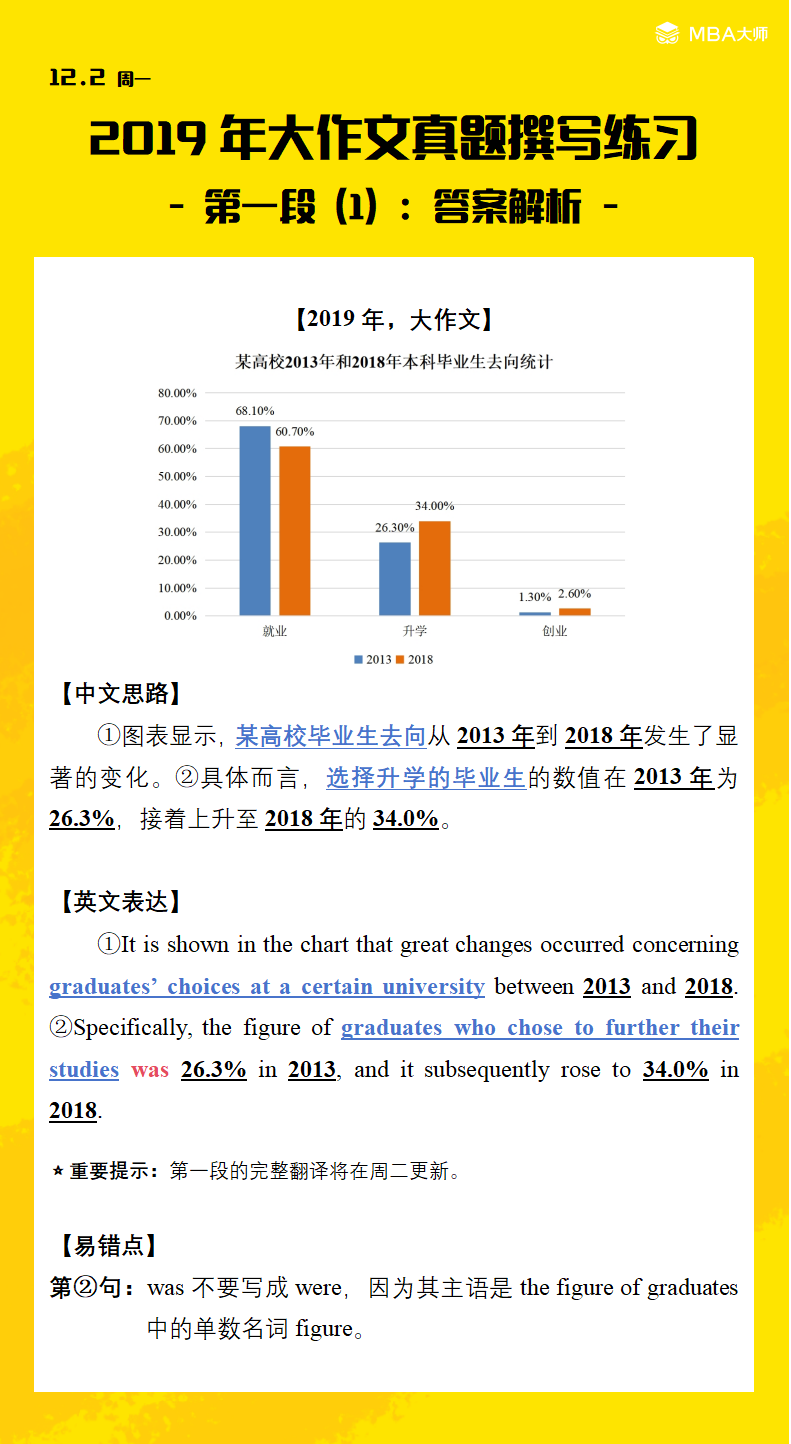 MBA大师
12.2 周一
2019 年大作文真题撰写练习
- 第一段 (1) : 答案解析 -
【2019 年，大作文】
某高校2013年和2018年本科毕业生去向统计
80.00%
70.00%
60.00%
50.00%
40.00%
30.00%
20.00%
10.00%
0.00%
68.10%
60.70%
26.30%
34.00%
1.30%
2.60%
就业 升学 创业
2013 2018
【中文思路】
①图表显示，某高校毕业生去向从 2013 年到 2018 年发生了显
著的变化。②具体而言，选择升学的毕业生的数值在 2013 年为
26.3%，接着上升至 2018 年的 34.0%。
【英文表达】
①It is shown in the chart that great changes occurred concerning
graduates’ choices at a certain university between 2013 and 2018.
②Specifically, the figure of graduates who chose to further their
studies was 26.3% in 2013, and it subsequently rose to 34.0% in
2018.
★重要提示：第一段的完整翻译将在周二更新。
【易错点】
第②句：was 不要写成 were，因为其主语是 the figure of graduates
中的单数名词 figure。